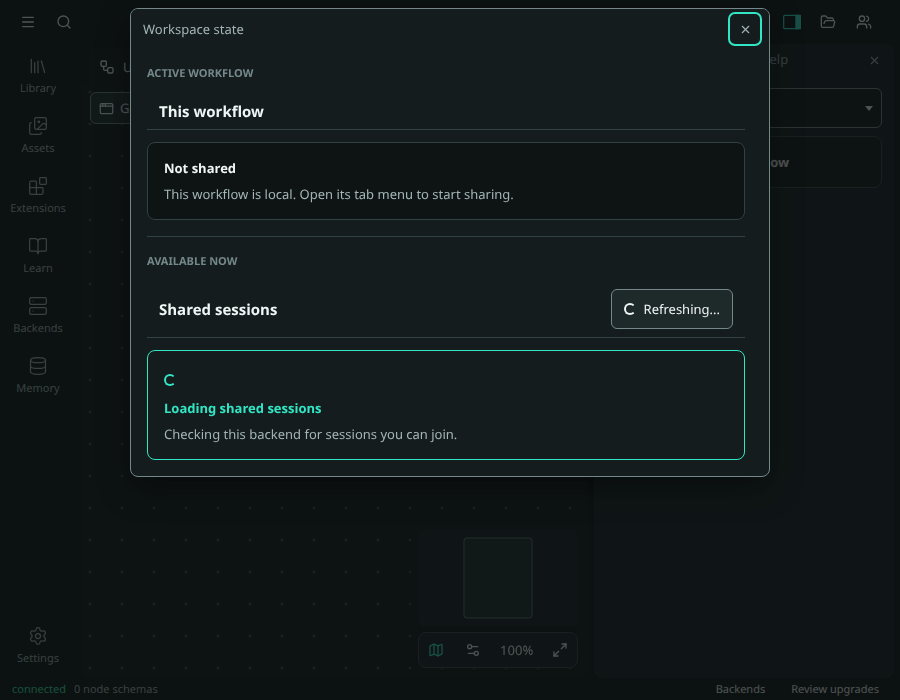 Workspace state
ACTIVE WORKFLOW
This workflow
Not shared
This workflow is local. Open its tab menu to start sharing.
AVAILABLE NOW
Shared sessions
Refreshing...
Loading shared sessions
Checking this backend for sessions you can join.
Library
Assets
Extensions
Learn
Backends
Memory
Settings
100%
connected
0 node schemas
Backends
Review upgrades